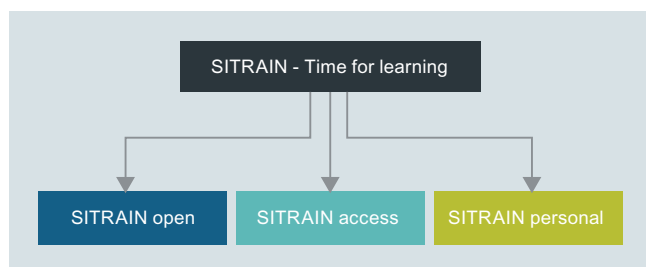 SITRAIN - Time for learning
SITRAIN open
SITRAIN access
SITRAIN personal